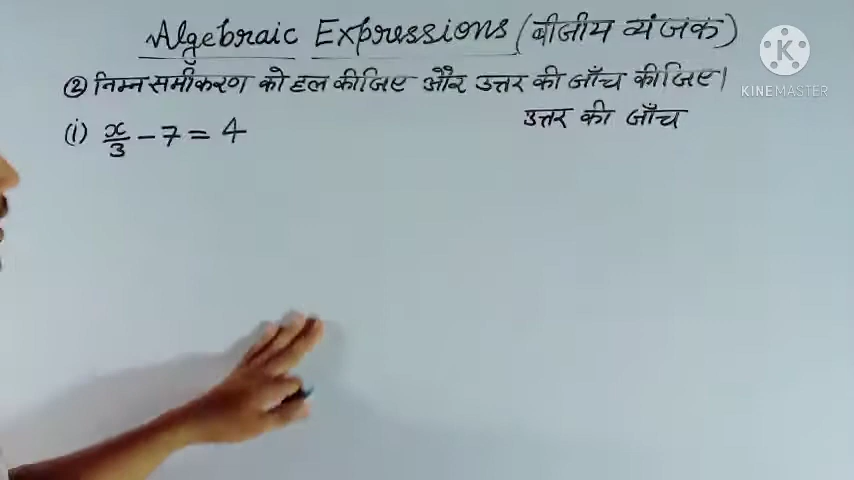 Algebraic Expressions (बीजीय व्यंजक)
② निम्न समीकरण को हल कीजिए और उत्तर की जाँच कीजिए।
(i) x/3 - 7 = 4
उत्तर की जाँच
KINEMASTER